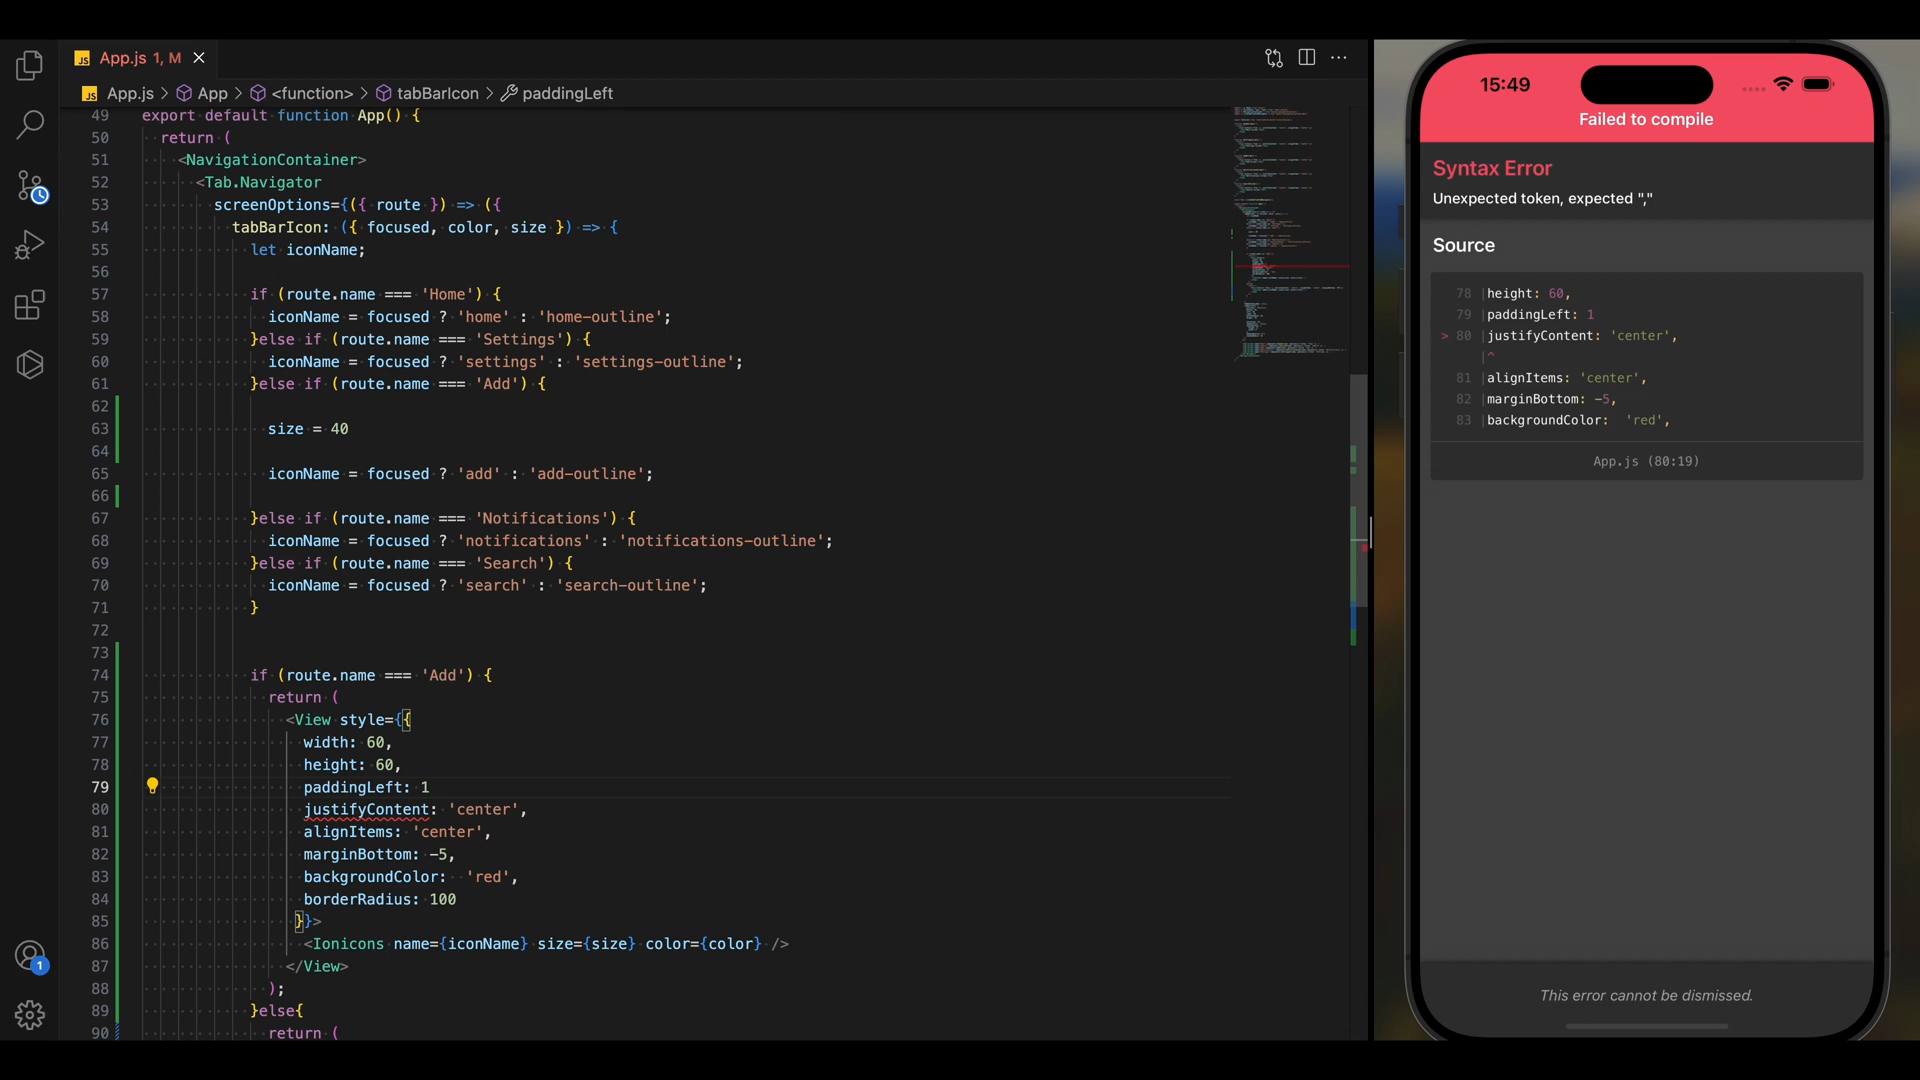 App.js 1, M
App.js > App > <function> > tabBarIcon > paddingLeft
49 export default function App() {
50 return (
51 <NavigationContainer>
52 <Tab.Navigator
53 screenOptions={({ route }) => ({
54 tabBarIcon: ({ focused, color, size }) => {
55 let iconName;
56
57 if (route.name === 'Home') {
58 iconName = focused ? 'home' : 'home-outline';
59 }else if (route.name === 'Settings') {
60 iconName = focused ? 'settings' : 'settings-outline';
61 }else if (route.name === 'Add') {
62
63 size = 40
64
65 iconName = focused ? 'add' : 'add-outline';
66
67 }else if (route.name === 'Notifications') {
68 iconName = focused ? 'notifications' : 'notifications-outline';
69 }else if (route.name === 'Search') {
70 iconName = focused ? 'search' : 'search-outline';
71 }
72
73
74 if (route.name === 'Add') {
75 return (
76 <View style={{
77 width: 60,
78 height: 60,
79 paddingLeft: 1
80 justifyContent: 'center',
81 alignItems: 'center',
82 marginBottom: -5,
83 backgroundColor: 'red',
84 borderRadius: 100
85 }}>
86 <Ionicons name={iconName} size={size} color={color} />
87 </View>
88 );
89 }else{
90 return (
1
15:49
Failed to compile
Syntax Error
Unexpected token, expected ","
Source
78 |height: 60,
79 |paddingLeft: 1
> 80 |justifyContent: 'center',
|^
81 |alignItems: 'center',
82 |marginBottom: -5,
83 |backgroundColor: 'red',
App.js (80:19)
This error cannot be dismissed.